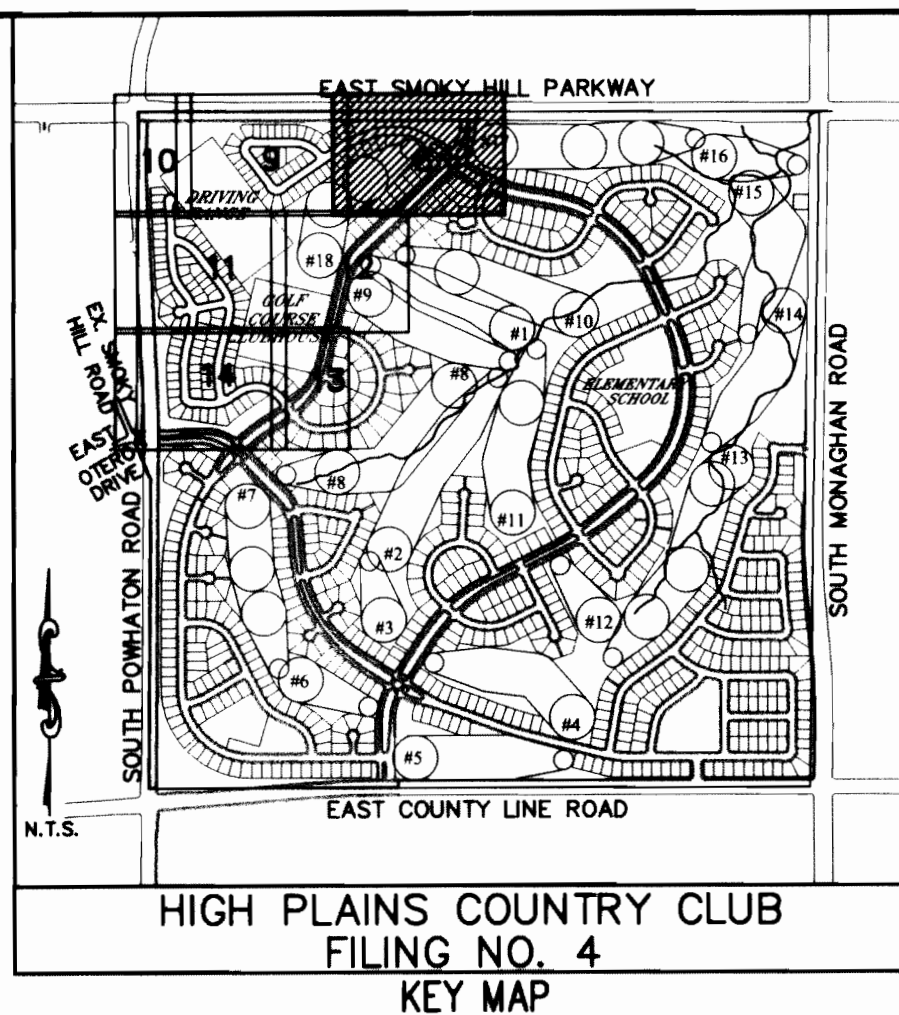 EAST SMOKY HILL PARKWAY
10
9
#16
#15
DRIVING
#18
11
2
#9
GOLF
COURSE
CLUBHOUSE
#1
#10
#14
EX. SMOKY
HILL ROAD
14
3
#8
ELEMENTARY
SCHOOL
EAST
OTERO
DRIVE
#7
#8
#13
#11
#2
#3
#12
#6
#4
#5
SOUTH POWHATON ROAD
SOUTH MONAGHAN ROAD
N.T.S.
EAST COUNTY LINE ROAD
HIGH PLAINS COUNTRY CLUB
FILING NO. 4
KEY MAP